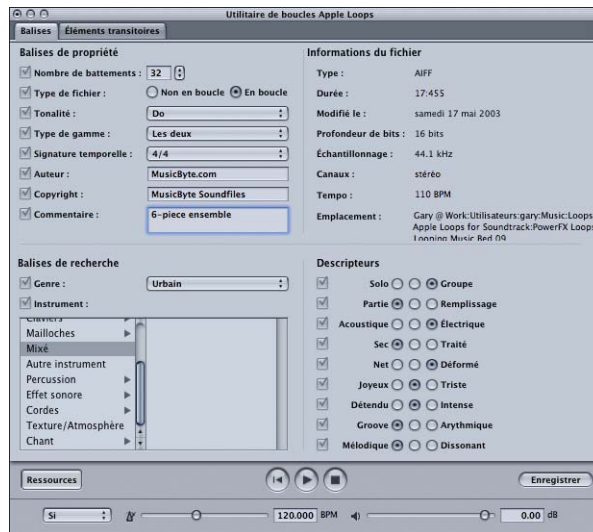 Utilitaire de boucles Apple Loops
Balises
Éléments transitoires
Balises de propriété
Nombre de battements : 32
Type de fichier : Non en boucle En boucle
Tonalité : Do
Type de gamme : Les deux
Signature temporelle : 4/4
Auteur : MusicByte.com
Copyright : MusicByte Soundfiles
Commentaire : 6-piece ensemble
Informations du fichier
Type : AIFF
Durée : 17:455
Modifié le : samedi 17 mai 2003
Profondeur de bits : 16 bits
Échantillonnage : 44.1 kHz
Canaux : stéréo
Tempo : 110 BPM
Emplacement : Gary @ Work:Utilisateurs:gary:Music:Loops
Apple Loops for Soundtrack:PowerFX Loops
Looping Music Bed 09
Balises de recherche
Genre : Urbain
Instrument :
Claviers
Mailloches
Mixé
Autre instrument
Percussion
Effet sonore
Cordes
Texture/Atmosphère
Chant
Descripteurs
Solo Groupe
Partie Remplissage
Acoustique Électrique
Sec Traité
Net Déformé
Joyeux Triste
Détendu Intense
Groove Arythmique
Mélodique Dissonant
Ressources
Enregistrer
Si
120.000 BPM
0.00 dB